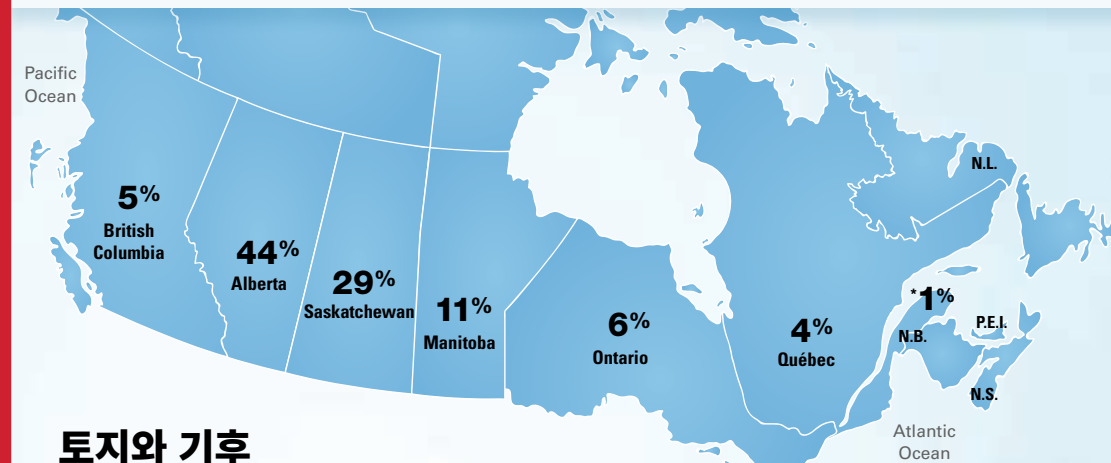 Pacific
Ocean
5%
British
Columbia
44%
Alberta
29%
Saskatchewan
11%
Manitoba
6%
Ontario
4%
Québec
N.L.
*1%
P.E.I.
N.B.
N.S.
Atlantic
Ocean
토지와 기후